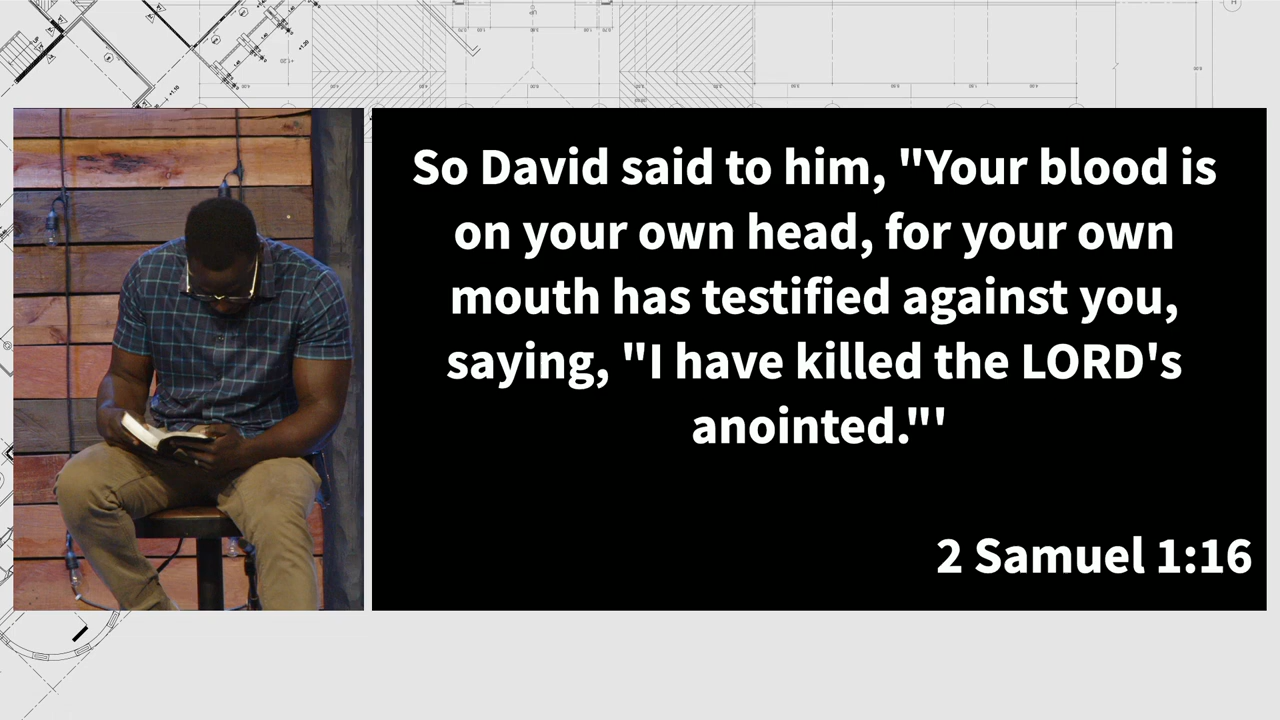 So David said to him, "Your blood is
on your own head, for your own
mouth has testified against you,
saying, "I have killed the LORD's
anointed."'
2 Samuel 1:16